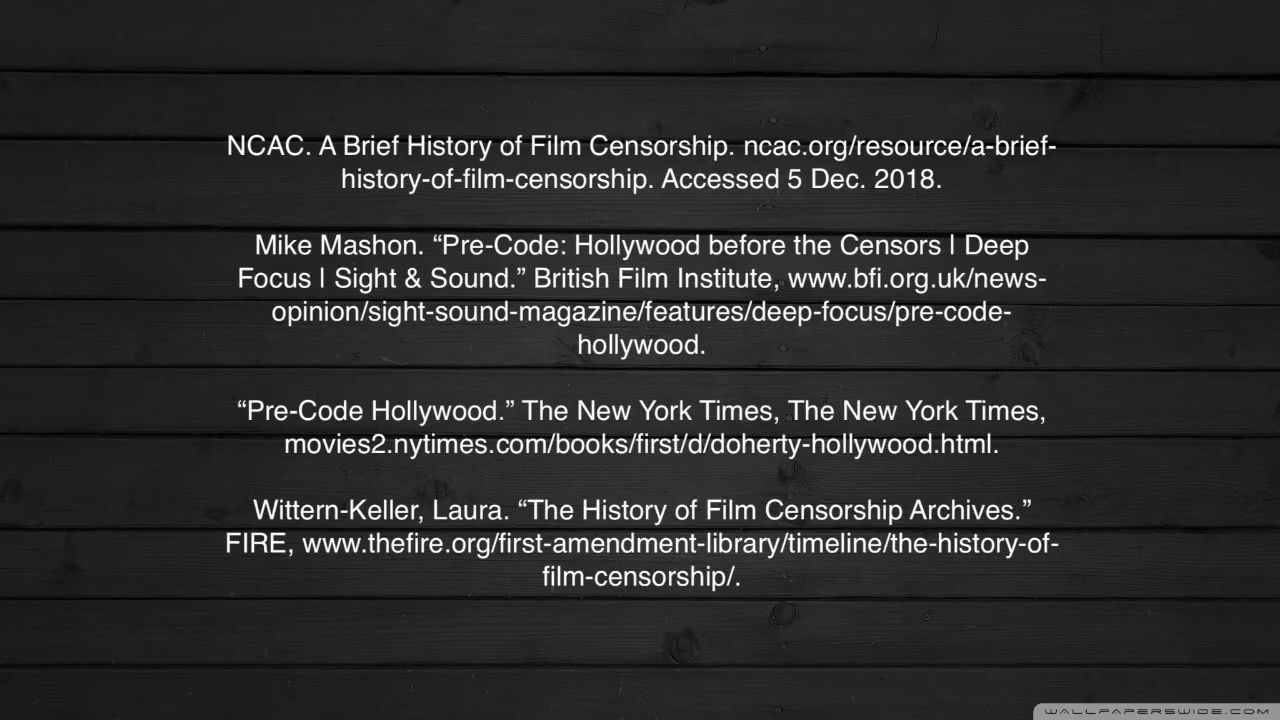 NCAC. A Brief History of Film Censorship. ncac.org/resource/a-brief-
history-of-film-censorship. Accessed 5 Dec. 2018.
Mike Mashon. “Pre-Code: Hollywood before the Censors | Deep
Focus | Sight & Sound.” British Film Institute, www.bfi.org.uk/news-
opinion/sight-sound-magazine/features/deep-focus/pre-code-
hollywood.
“Pre-Code Hollywood.” The New York Times, The New York Times,
movies2.nytimes.com/books/first/d/doherty-hollywood.html.
Wittern-Keller, Laura. “The History of Film Censorship Archives.”
FIRE, www.thefire.org/first-amendment-library/timeline/the-history-of-
film-censorship/.
WALLPAPERSWIDE.COM